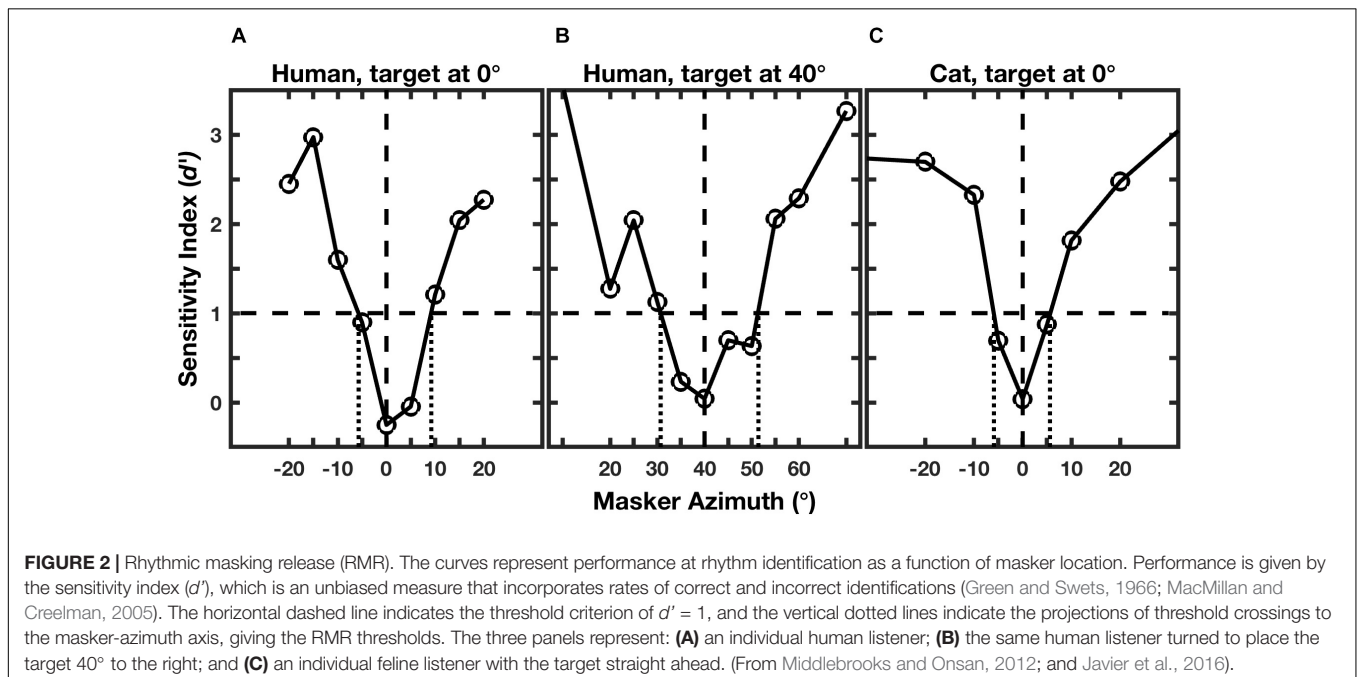 A
B
C
Human, target at 0°
Human, target at 40°
Cat, target at 0°
Sensitivity Index (d')
3
2
1
0
-20 -10 0 10 20
20 30 40 50 60
-20 -10 0 10 20
Masker Azimuth (°)
FIGURE 2 | Rhythmic masking release (RMR). The curves represent performance at rhythm identification as a function of masker location. Performance is given by
the sensitivity index (d'), which is an unbiased measure that incorporates rates of correct and incorrect identifications (Green and Swets, 1966; MacMillan and
Creelman, 2005). The horizontal dashed line indicates the threshold criterion of d' = 1, and the vertical dotted lines indicate the projections of threshold crossings to
the masker-azimuth axis, giving the RMR thresholds. The three panels represent: (A) an individual human listener; (B) the same human listener turned to place the
target 40° to the right; and (C) an individual feline listener with the target straight ahead. (From Middlebrooks and Onsan, 2012; and Javier et al., 2016).